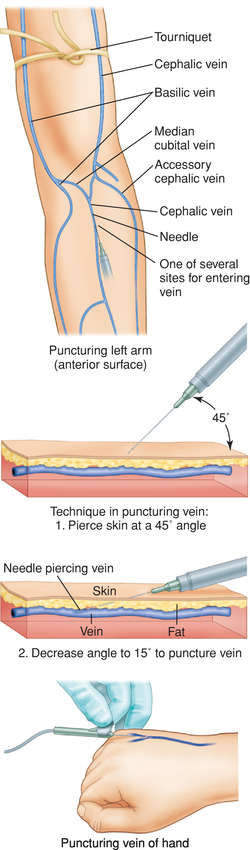 Tourniquet
Cephalic vein
Basilic vein
Median
cubital vein
Accessory
cephalic vein
Cephalic vein
Needle
One of several
sites for entering
vein
Puncturing left arm
(anterior surface)
45°
Technique in puncturing vein:
1. Pierce skin at a 45° angle
Needle piercing vein
Skin
Vein
Fat
2. Decrease angle to 15° to puncture vein
Puncturing vein of hand